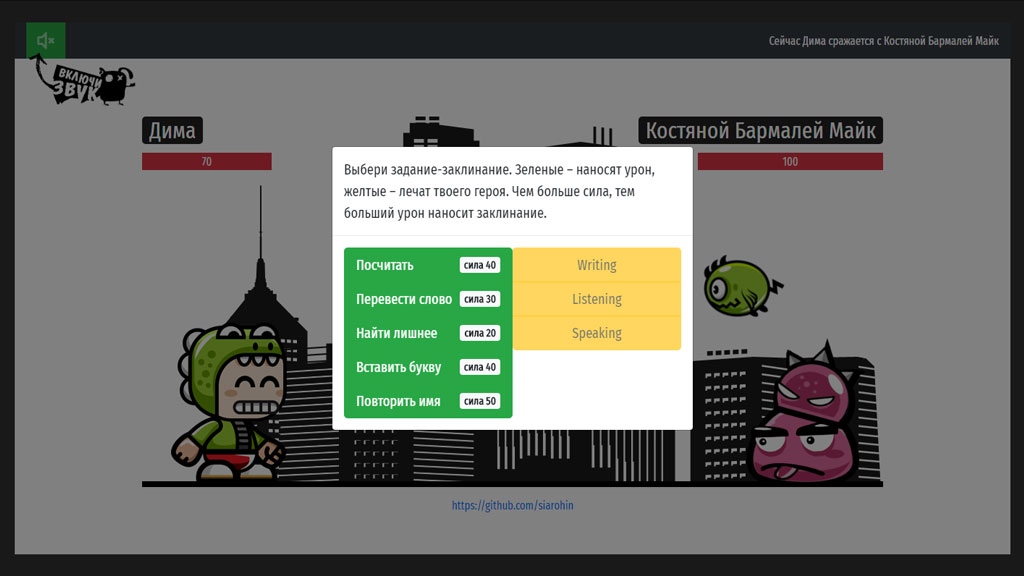 Сейчас Дима сражается с Костяной Бармалей Майк
ВКЛЮЧИ
ЗВУК
Дима
Костяной Бармалей Майк
70
100
Выбери задание-заклинание. Зеленые – наносят урон,
желтые – лечат твоего героя. Чем больше сила, тем
больший урон наносит заклинание.
Посчитать сила 40
Writing
Перевести слово сила 30
Listening
Найти лишнее сила 20
Speaking
Вставить букву сила 40
Повторить имя сила 50
https://github.com/siarohin